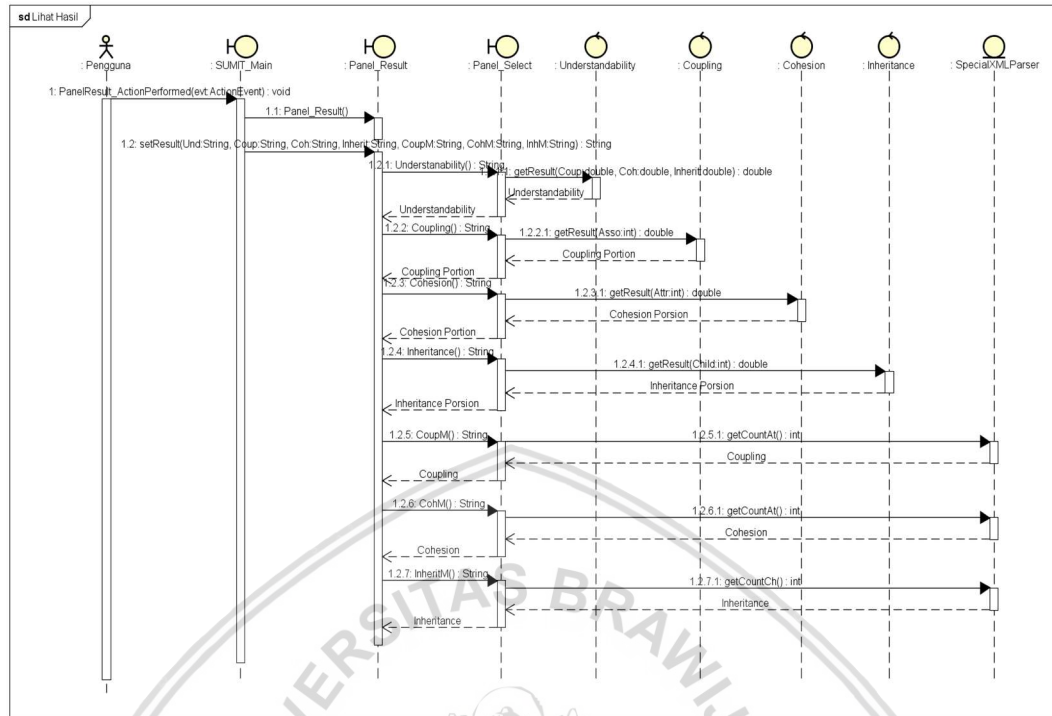 sd Lihat Hasil
: Pengguna
: SUMIT_Main
: Panel_Result
: Panel_Select
: Understandability
: Coupling
: Cohesion
: Inheritance
: SpecialXMLParser
1: PanelResult_ActionPerformed(evt:ActionEvent) : void
1.1: Panel_Result()
1.2: setResult(Und:String, Coup:String, Coh:String, Inherit:String, CoupM:String, CohM:String, InhM:String) : String
1.2.1: Understanability() : String
getResult(Coup:double, Coh:double, Inherit:double) : double
Understandability
Understandability
1.2.2: Coupling() : String
1.2.2.1: getResult(Asso:int) : double
Coupling Portion
Coupling Portion
1.2.3: Cohesion() : String
1.2.3.1: getResult(Attr:int) : double
Cohesion Porsion
Cohesion Portion
1.2.4: Inheritance() : String
1.2.4.1: getResult(Child:int) : double
Inheritance Porsion
Inheritance Porsion
1.2.5: CoupM() : String
1.2.5.1: getCountAt() : int
Coupling
Coupling
1.2.6: CohM() : String
1.2.6.1: getCountAt() : int
Cohesion
Cohesion
1.2.7: InheritM() : String
1.2.7.1: getCountCh() : int
Inheritance
Inheritance